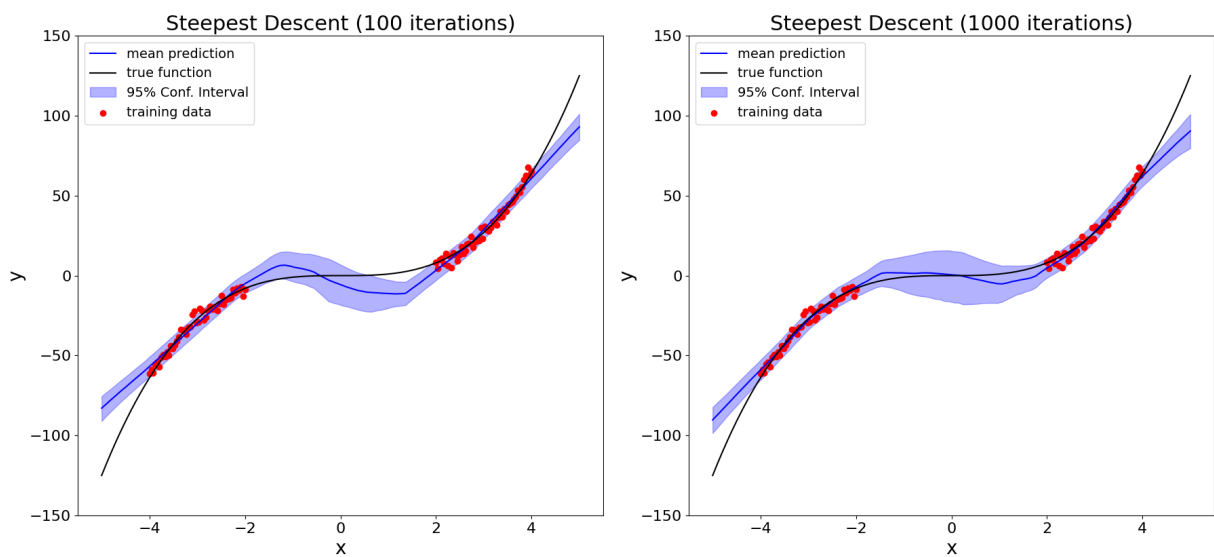 Steepest Descent (100 iterations)
150
100
50
0
−50
−100
−150
y
mean prediction
true function
95% Conf. Interval
training data
−4
−2
0
2
4
x
Steepest Descent (1000 iterations)
150
100
50
0
−50
−100
−150
y
mean prediction
true function
95% Conf. Interval
training data
−4
−2
0
2
4
x